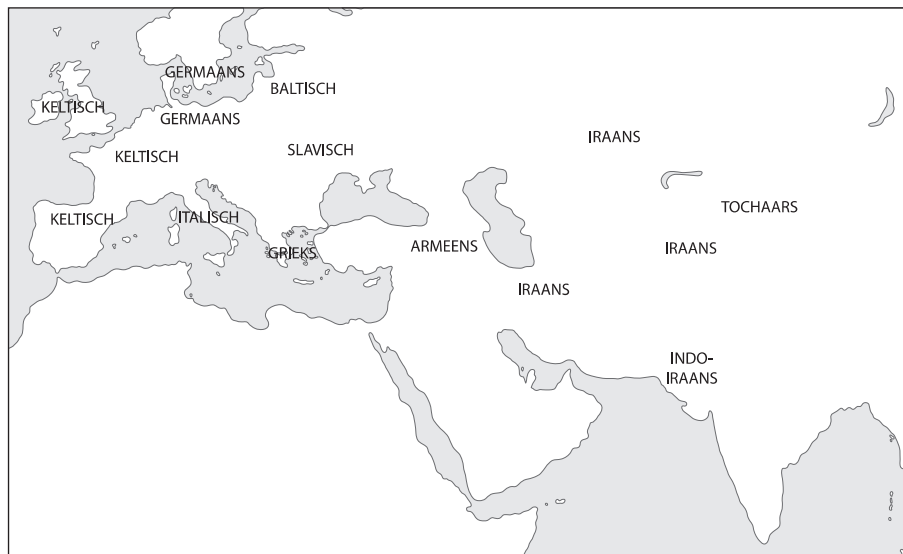 GERMAANS
BALTISCH
KELTISCH
GERMAANS
IRAANS
KELTISCH
SLAVISCH
TOCHAARS
KELTISCH
ITALISCH
ARMEENS
IRAANS
GRIEKS
IRAANS
INDO-
IRAANS